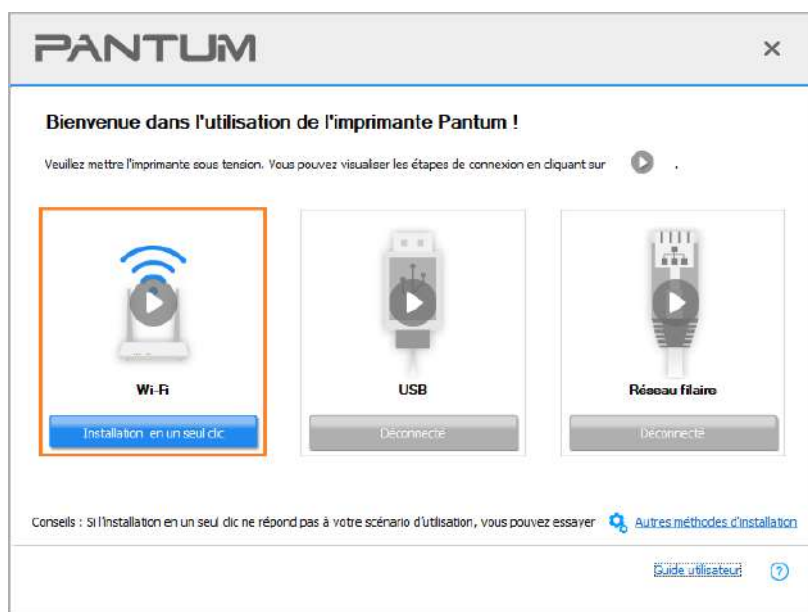 PANTUM
Bienvenue dans l'utilisation de l'imprimante Pantum !
Veuillez mettre l'imprimante sous tension. Vous pouvez visualiser les étapes de connexion en cliquant sur .
Wi-Fi
USB
Réseau filaire
Installation en un seul clic
Déconnecté
Déconnecté
Conseils : Si l'installation en un seul clic ne répond pas à votre scénario d'utilisation, vous pouvez essayer Autres méthodes d'installation
Guide utilisateur ?